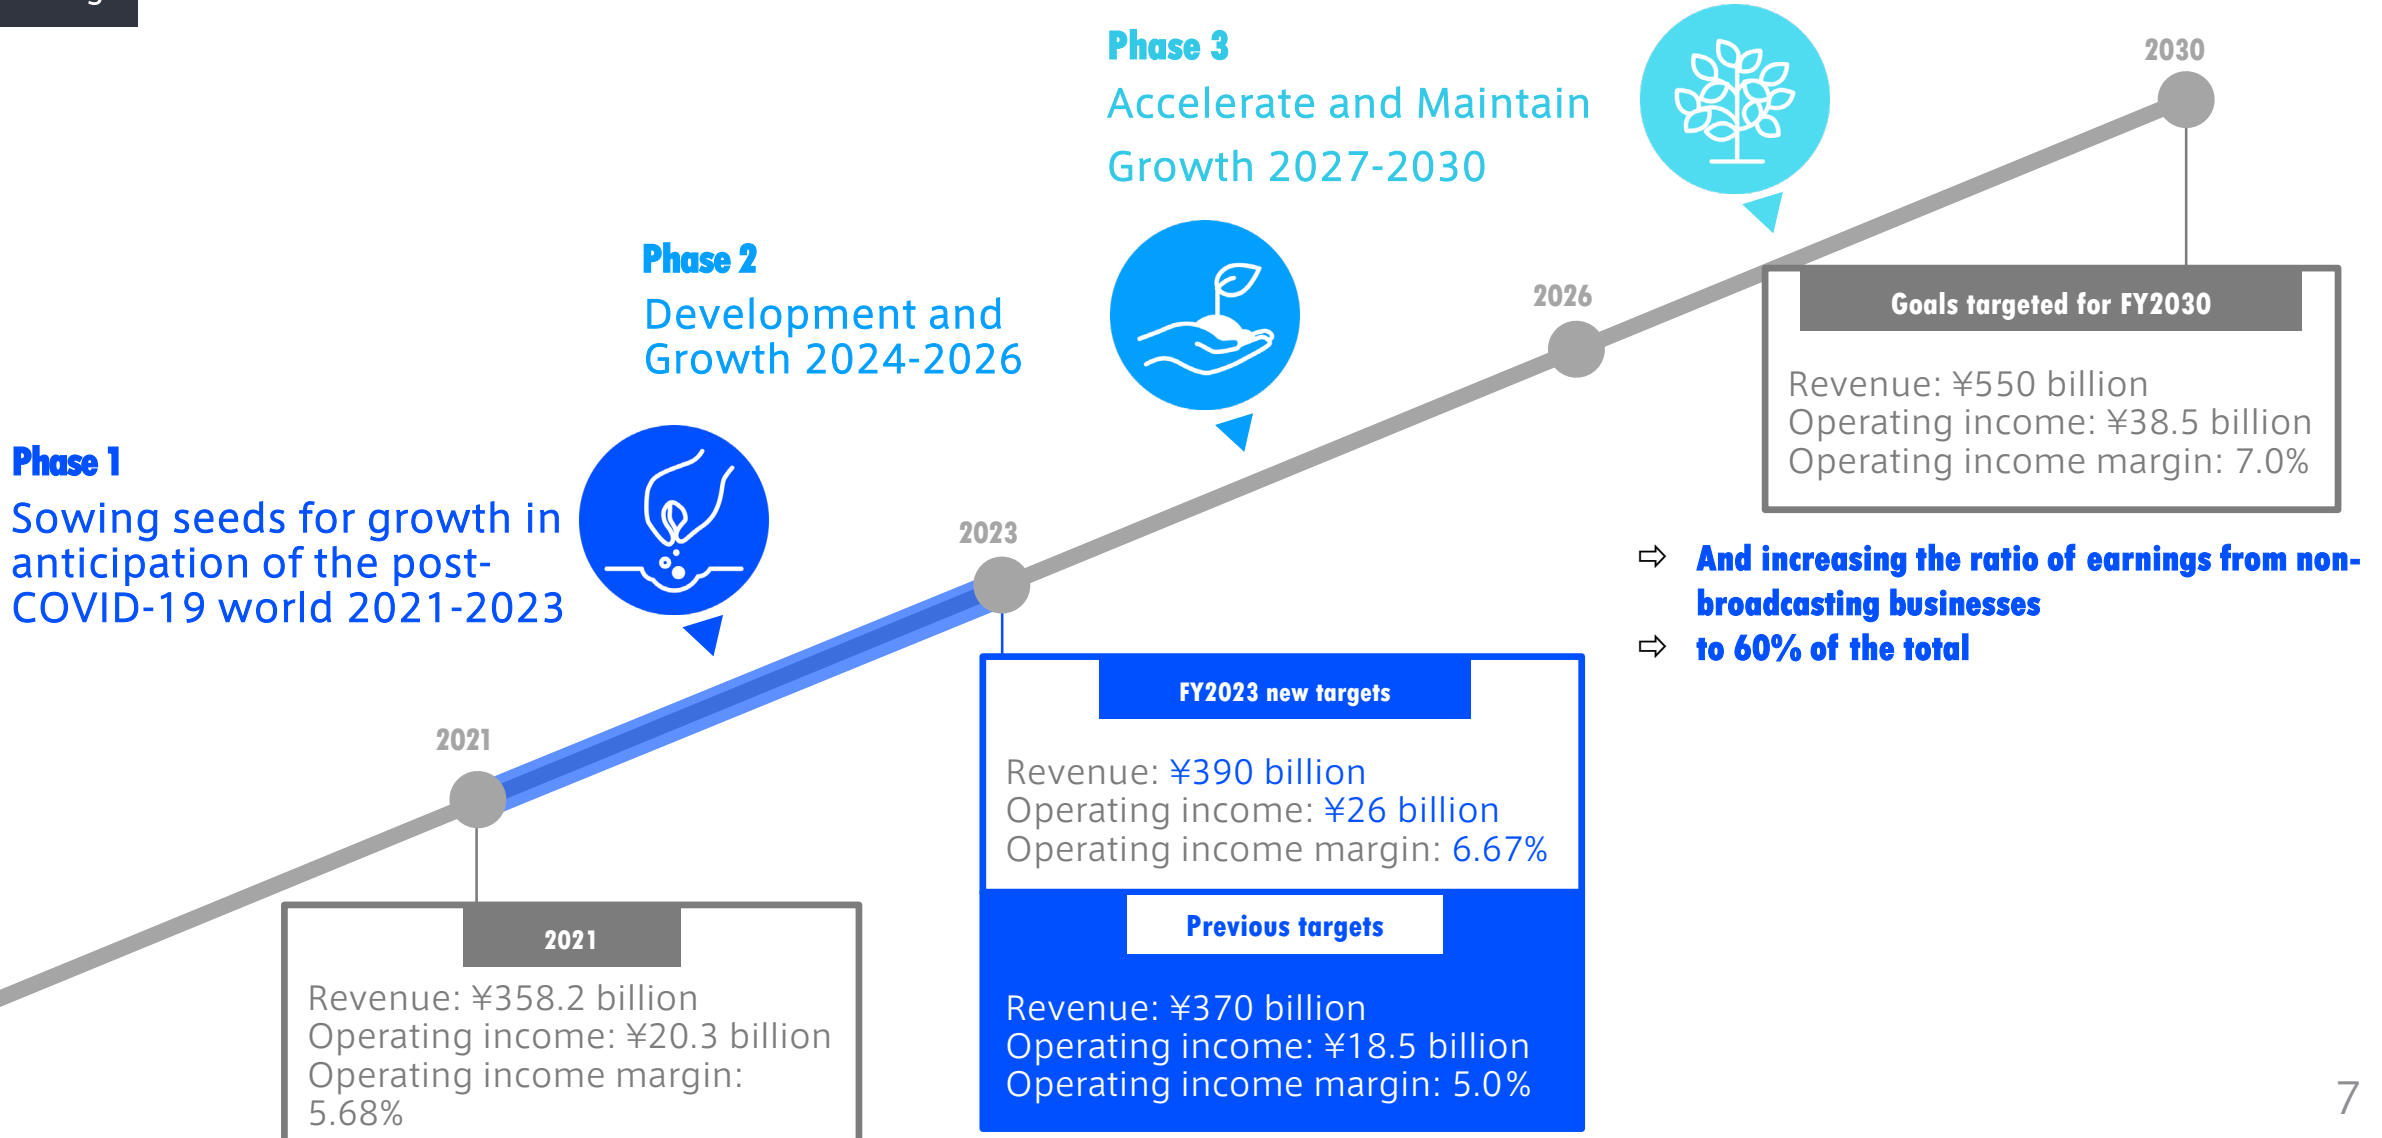 Phase 3
Accelerate and Maintain
Growth 2027-2030
2030
Phase 2
Development and
Growth 2024-2026
2026
Goals targeted for FY2030
Revenue: ¥550 billion
Operating income: ¥38.5 billion
Operating income margin: 7.0%
Phase 1
Sowing seeds for growth in
anticipation of the post-
COVID-19 world 2021-2023
2023
⇨ And increasing the ratio of earnings from non-
broadcasting businesses
⇨ to 60% of the total
FY2023 new targets
Revenue: ¥390 billion
Operating income: ¥26 billion
Operating income margin: 6.67%
Previous targets
Revenue: ¥370 billion
Operating income: ¥18.5 billion
Operating income margin: 5.0%
2021
2021
Revenue: ¥358.2 billion
Operating income: ¥20.3 billion
Operating income margin:
5.68%
7